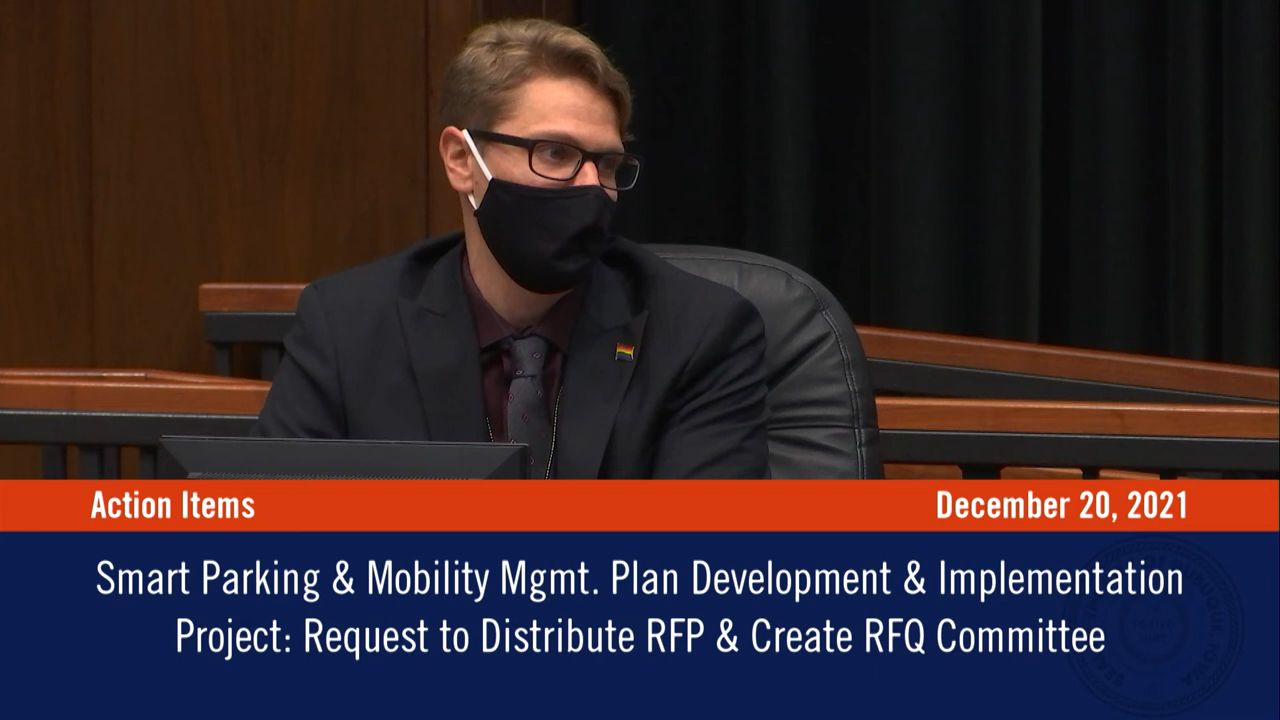 Action Items
December 20, 2021
Smart Parking & Mobility Mgmt. Plan Development & Implementation
Project: Request to Distribute RFP & Create RFQ Committee